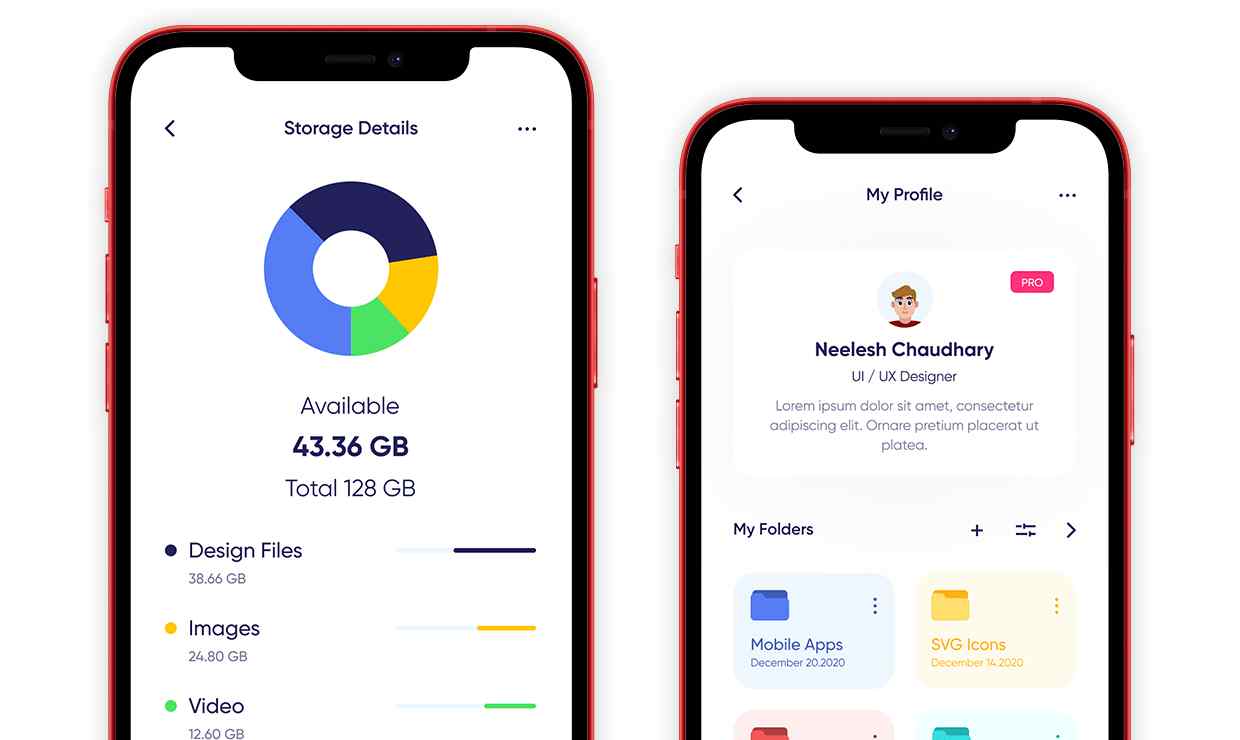 Storage Details
Available
43.36 GB
Total 128 GB
Design Files
38.66 GB
Images
24.80 GB
Video
12.60 GB
My Profile
PRO
Neelesh Chaudhary
UI / UX Designer
Lorem ipsum dolor sit amet, consectetur
adipiscing elit. Ornare pretium placerat ut
platea.
My Folders
Mobile Apps
December 20.2020
SVG Icons
December 14.2020